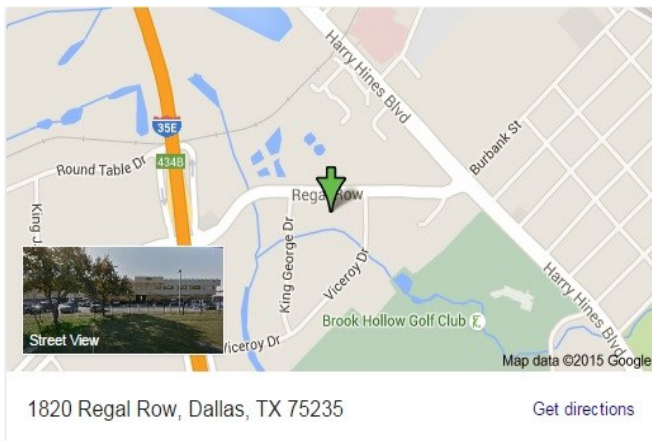 Harry Hines Blvd
35E
434B
Round Table Dr
Burbank St
Regal Row
King J
King George Dr
Viceroy Dr
Harry Hines Blvd
Brook Hollow Golf Club
Street View
Viceroy Dr
Map data ©2015 Google
1820 Regal Row, Dallas, TX 75235
Get directions